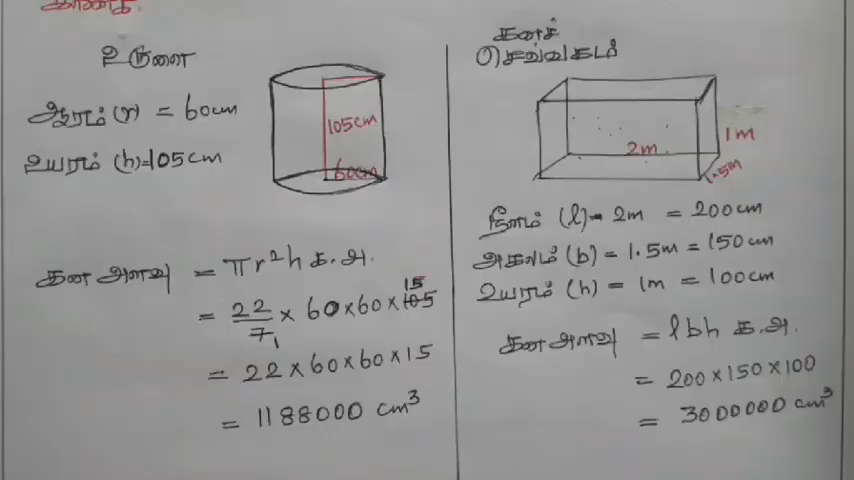 காண்க.
உருளை
ஆரம் (r) = 60cm
உயரம் (h)=105cm
105cm
60cm
கன அளவு = πr²h க.அ.
= 22/7 × 60×60×105
15
1
= 22×60×60×15
= 1188000 cm³
கனச்
செவ்வகம்
2m
1m
1.5m
நீளம் (l)= 2m = 200cm
அகலம் (b) = 1.5m = 150cm
உயரம் (h) = 1m = 100cm
கன அளவு = lbh க.அ.
= 200×150×100
= 3000000 cm³